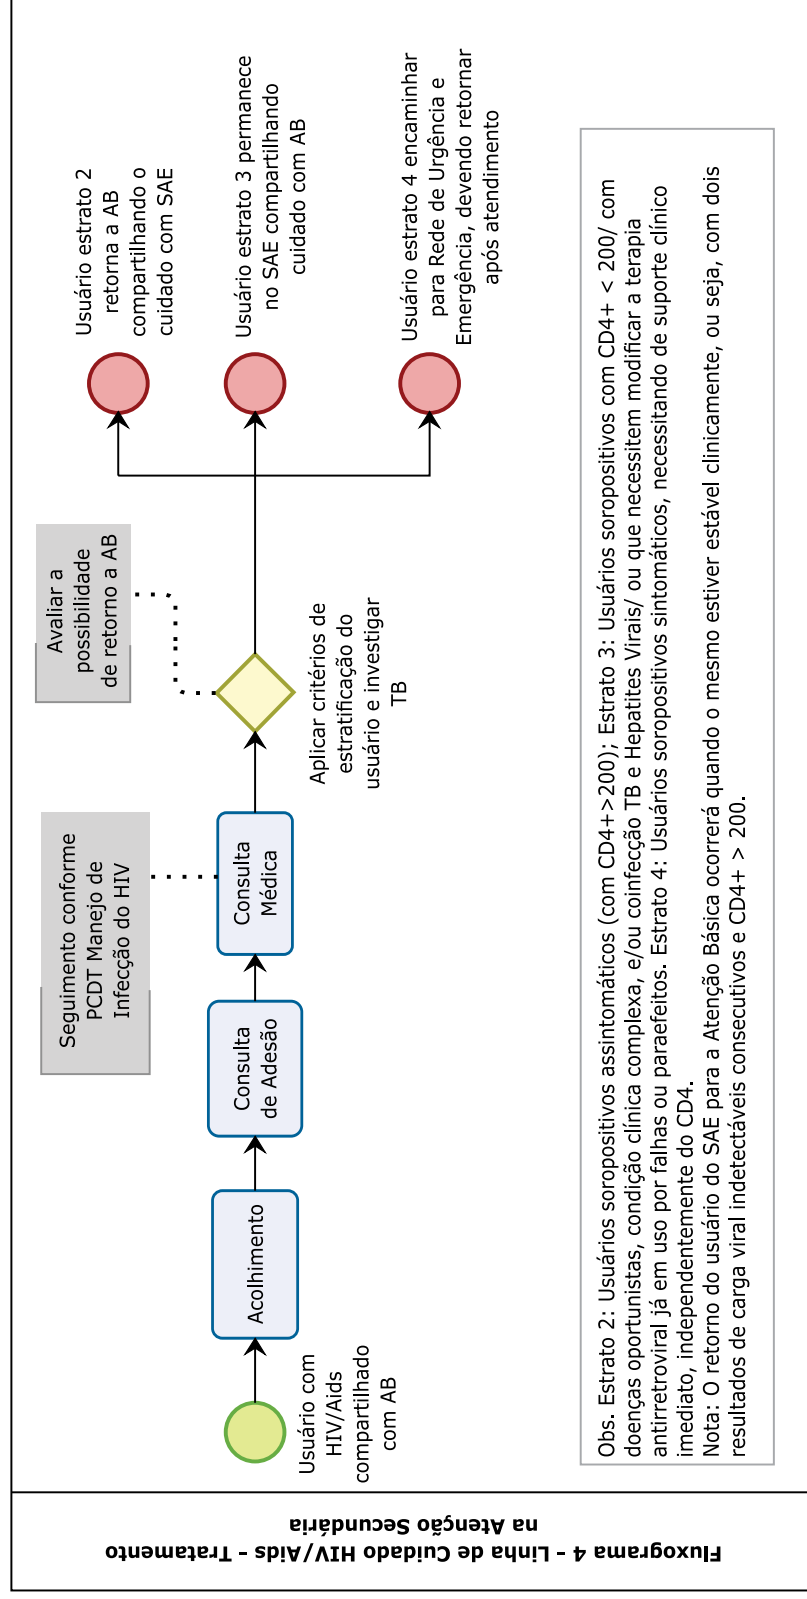 Fluxograma 4 - Linha de Cuidado HIV/Aids - Tratamento
na Atenção Secundária
Usuário com
HIV/Aids
compartilhado
com AB
Acolhimento
Consulta
de Adesão
Consulta
Médica
Seguimento conforme
PCDT Manejo de
Infecção do HIV
Aplicar critérios de
estratificação do
usuário e investigar
TB
Avaliar a
possibilidade
de retorno a AB
Usuário estrato 2
retorna a AB
compartilhando o
cuidado com SAE
Usuário estrato 3 permanece
no SAE compartilhando
cuidado com AB
Usuário estrato 4 encaminhar
para Rede de Urgência e
Emergência, devendo retornar
após atendimento
Obs. Estrato 2: Usuários soropositivos assintomáticos (com CD4+>200); Estrato 3: Usuários soropositivos com CD4+ < 200/ com
doenças oportunistas, condição clínica complexa, e/ou coinfecção TB e Hepatites Virais/ ou que necessitem modificar a terapia
antirretroviral já em uso por falhas ou paraefeitos. Estrato 4: Usuários soropositivos sintomáticos, necessitando de suporte clínico
imediato, independentemente do CD4.
Nota: O retorno do usuário do SAE para a Atenção Básica ocorrerá quando o mesmo estiver estável clinicamente, ou seja, com dois
resultados de carga viral indetectáveis consecutivos e CD4+ > 200.